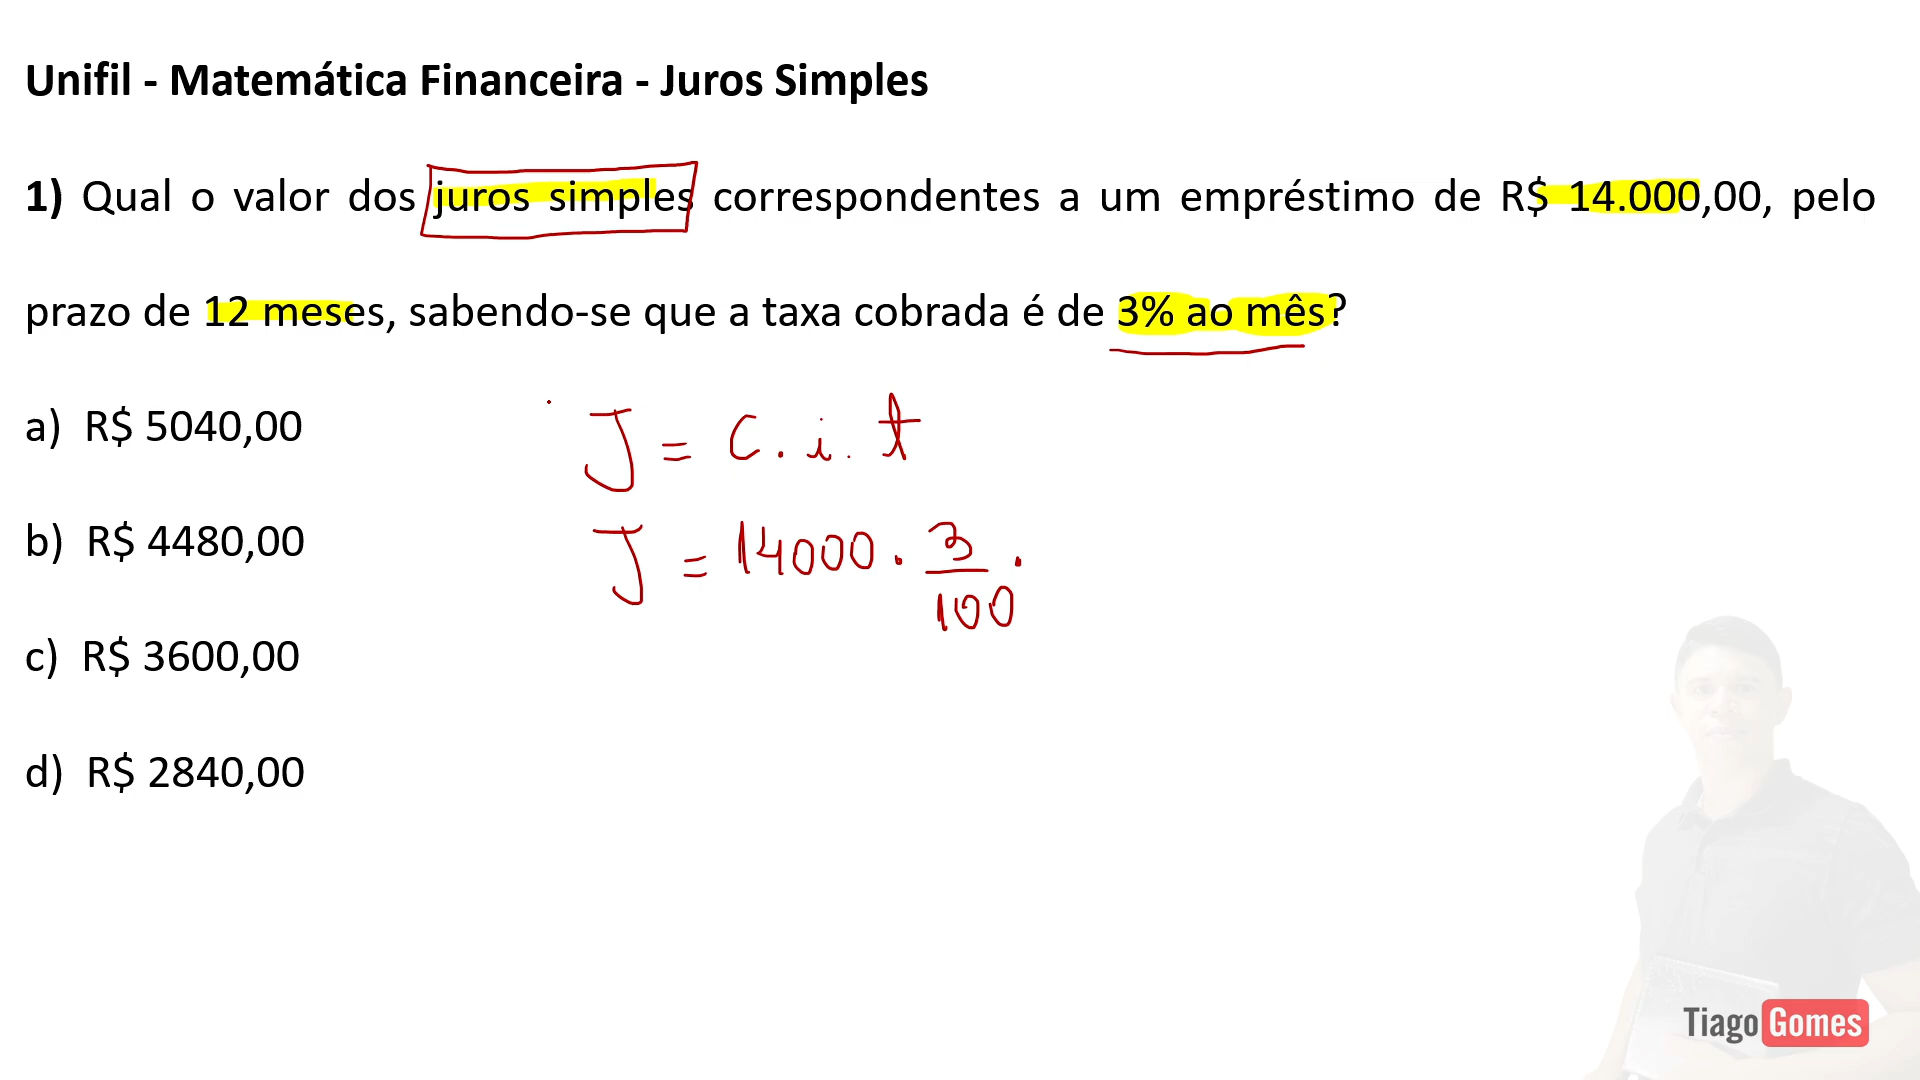 Unifil - Matemática Financeira - Juros Simples
1) Qual o valor dos juros simples correspondentes a um empréstimo de R$ 14.000,00, pelo
prazo de 12 meses, sabendo-se que a taxa cobrada é de 3% ao mês?
a) R$ 5040,00
J = C . i . t
b) R$ 4480,00
J = 14000 . 3/100 .
c) R$ 3600,00
d) R$ 2840,00
Tiago Gomes